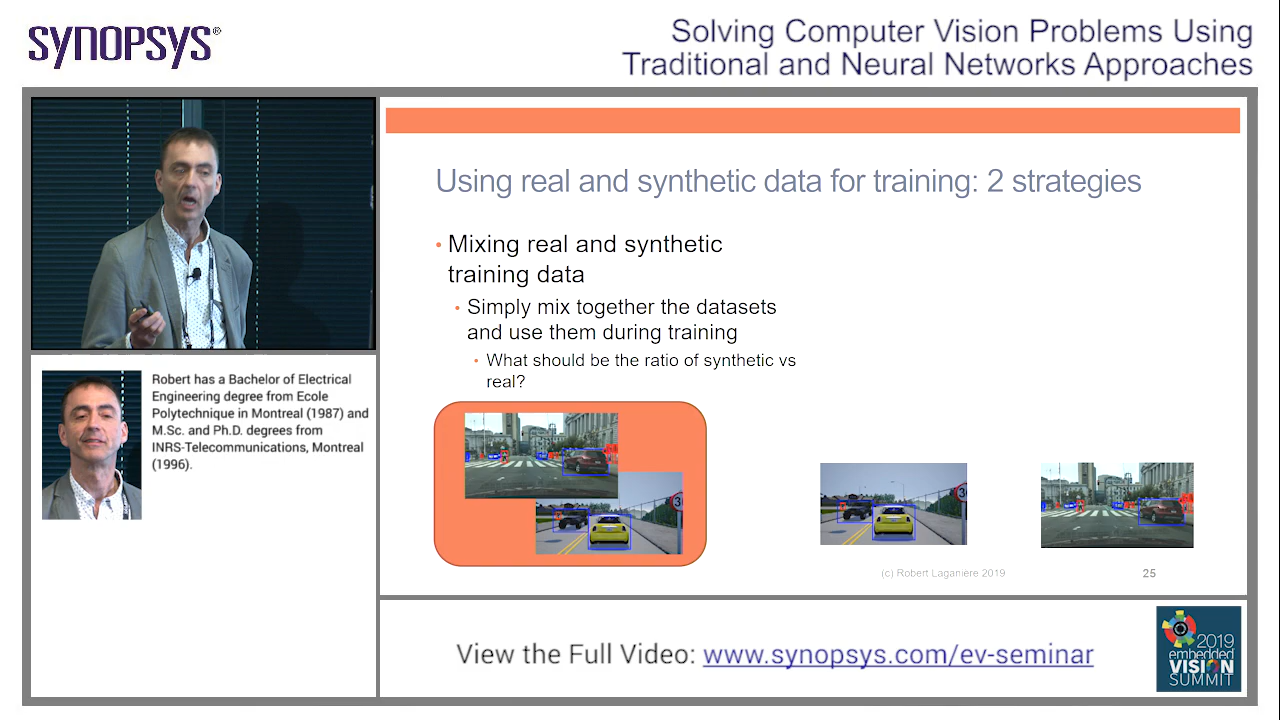 SYNOPSYS®
Solving Computer Vision Problems Using
Traditional and Neural Networks Approaches
Using real and synthetic data for training: 2 strategies
• Mixing real and synthetic
training data
• Simply mix together the datasets
and use them during training
• What should be the ratio of synthetic vs
real?
(c) Robert Laganiere 2019
25
Robert has a Bachelor of Electrical
Engineering degree from Ecole
Polytechnique in Montreal (1987) and
M.Sc. and Ph.D. degrees from
INRS-Telecommunications, Montreal
(1996).
View the Full Video: www.synopsys.com/ev-seminar
2019
embedded
VISION
SUMMIT